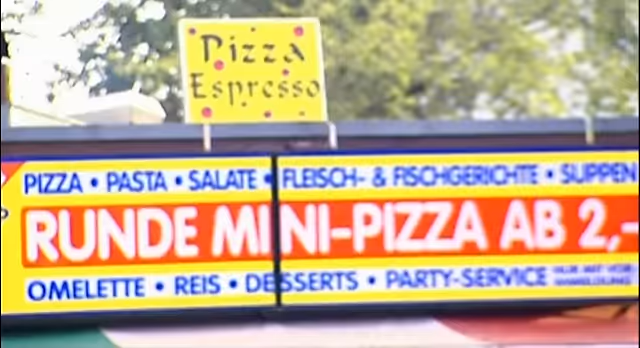 Pizza
Espresso
PIZZA • PASTA • SALATE • FLEISCH- & FISCHGERICHTE • SUPPEN
RUNDE MINI-PIZZA AB 2,-
OMELETTE • REIS • DESSERTS • PARTY-SERVICE